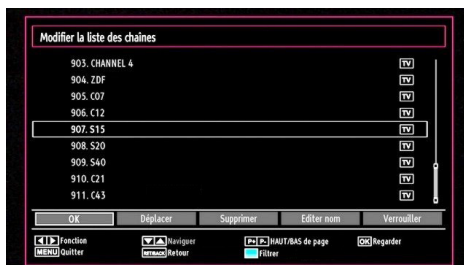 Modifier la liste des chaînes
903. CHANNEL 4 TV
904. ZDF TV
905. C07 TV
906. C12 TV
907. S15 TV
908. S20 TV
909. S40 TV
910. C21 TV
911. C43 TV
OK Déplacer Supprimer Editer nom Verrouiller
Fonction Naviguer P+ P- HAUT/BAS de page OK Regarder
MENU Quitter RET/BACK Retour Filtrer